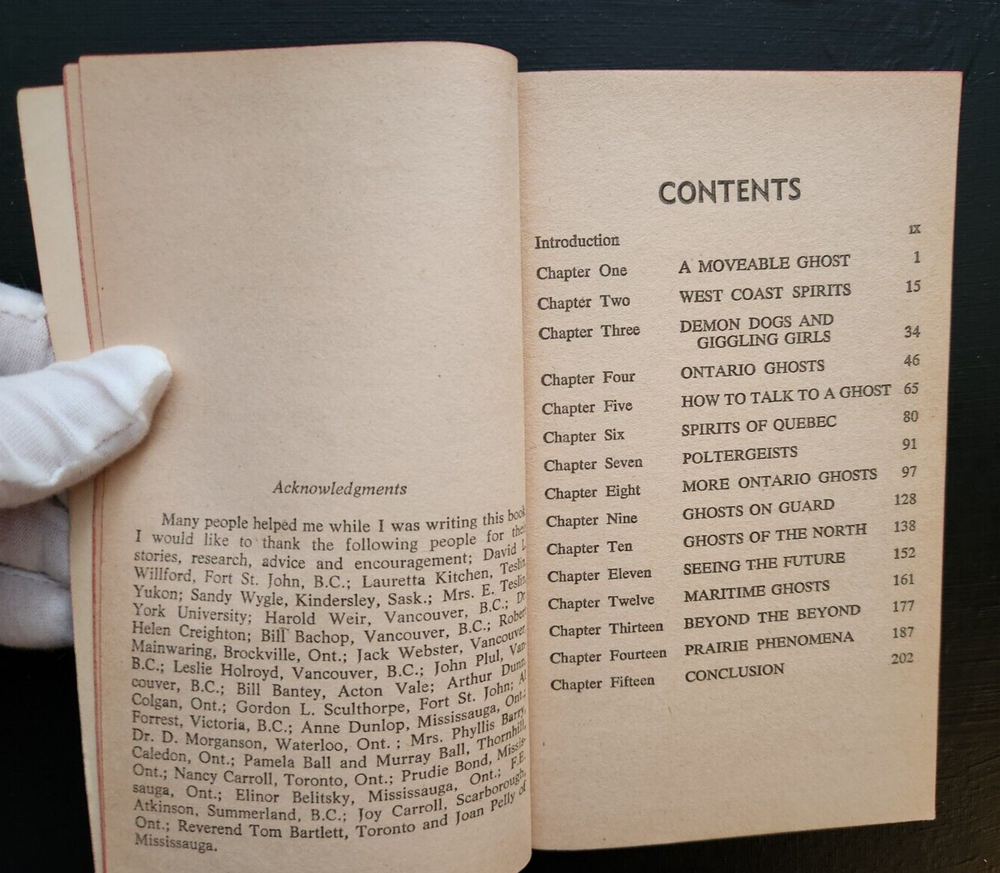 Acknowledgments
Many people helped me while I was writing this book.
I would like to thank the following people for their
stories, research, advice and encouragement; David L.
Willford, Fort St. John, B.C.; Lauretta Kitchen, Teslin,
Yukon; Sandy Wygle, Kindersley, Sask.; Mrs. E. Teslin,
York University; Harold Weir, Vancouver, B.C.; Dr.
Helen Creighton; Bill Bachop, Vancouver, B.C.; Robert
Mainwaring, Brockville, Ont.; Jack Webster, Vancouver,
B.C.; Leslie Holroyd, Vancouver, B.C.; John Plul, Van-
couver, B.C.; Bill Bantey, Acton Vale; Arthur Dunn,
Colgan, Ont.; Gordon L. Sculthorpe, Fort St. John; Al
Forrest, Victoria, B.C.; Anne Dunlop, Mississauga, Ont.;
Dr. D. Morganson, Waterloo, Ont. ; Mrs. Phyllis Barry,
Caledon, Ont.; Pamela Ball and Murray Ball, Thornhill,
Ont.; Nancy Carroll, Toronto, Ont.; Prudie Bond, Missis-
sauga, Ont.; Elinor Belitsky, Mississauga, Ont.; F.E.
Atkinson, Summerland, B.C.; Joy Carroll, Scarborough,
Ont.; Reverend Tom Bartlett, Toronto and Joan Pelly of
Mississauga.
CONTENTS
Introduction ix
Chapter One A MOVEABLE GHOST 1
Chapter Two WEST COAST SPIRITS 15
Chapter Three DEMON DOGS AND
GIGGLING GIRLS 34
Chapter Four ONTARIO GHOSTS 46
Chapter Five HOW TO TALK TO A GHOST 65
Chapter Six SPIRITS OF QUEBEC 80
Chapter Seven POLTERGEISTS 91
Chapter Eight MORE ONTARIO GHOSTS 97
Chapter Nine GHOSTS ON GUARD 128
Chapter Ten GHOSTS OF THE NORTH 138
Chapter Eleven SEEING THE FUTURE 152
Chapter Twelve MARITIME GHOSTS 161
Chapter Thirteen BEYOND THE BEYOND 177
Chapter Fourteen PRAIRIE PHENOMENA 187
Chapter Fifteen CONCLUSION 202